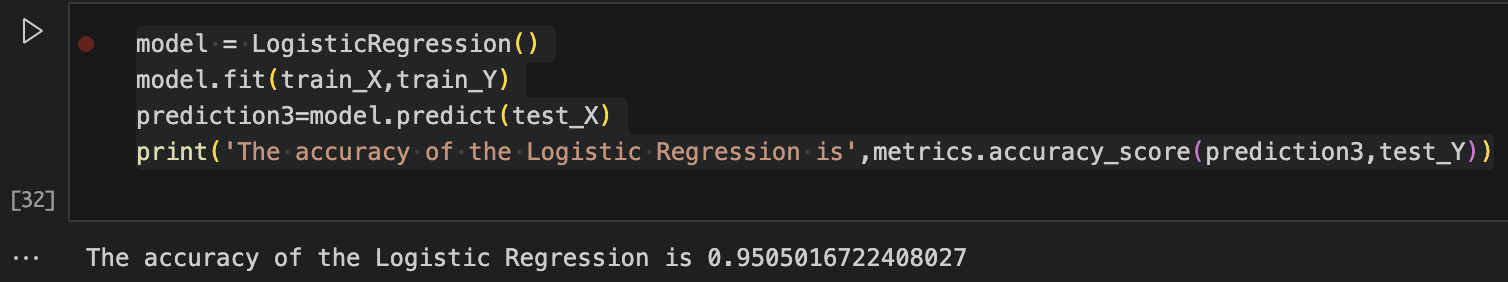 model = LogisticRegression()
model.fit(train_X,train_Y)
prediction3=model.predict(test_X)
print('The accuracy of the Logistic Regression is',metrics.accuracy_score(prediction3,test_Y))
[32]
··· The accuracy of the Logistic Regression is 0.9505016722408027